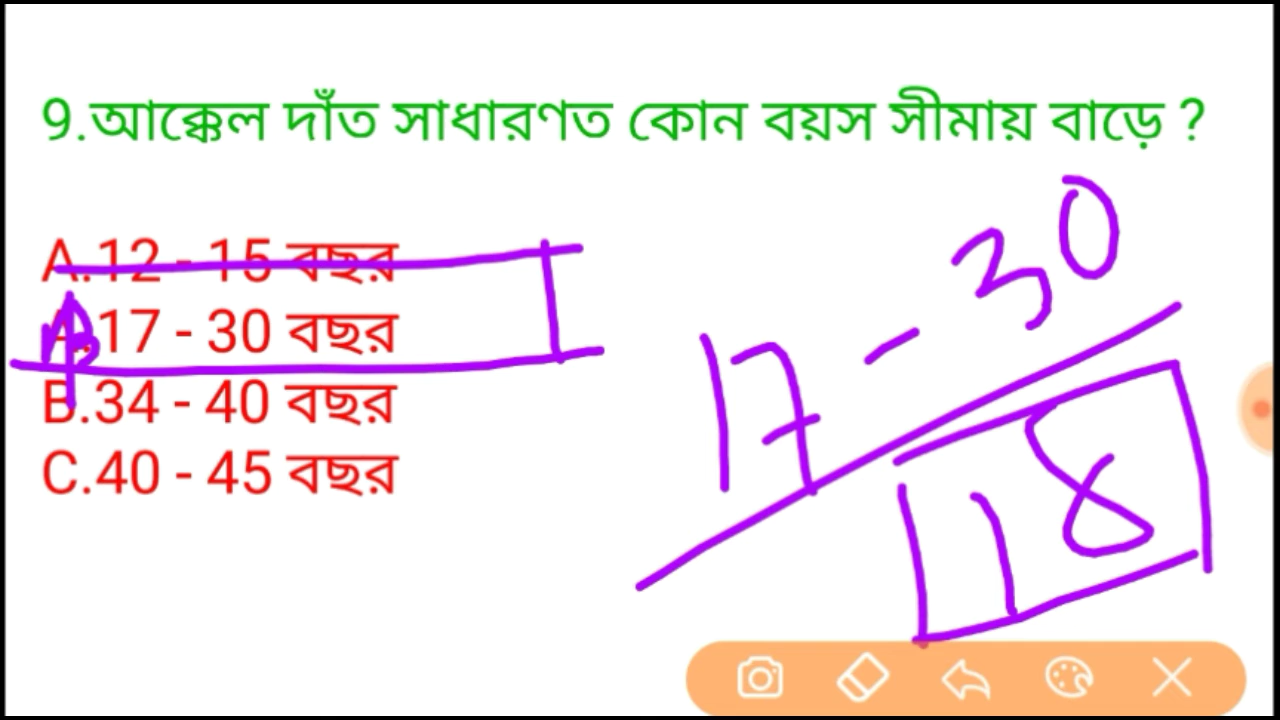 9.আক্কেল দাঁত সাধারণত কোন বয়স সীমায় বাড়ে ?
A.12 - 15 বছর
A.17 - 30 বছর
B.34 - 40 বছর
C.40 - 45 বছর
17 - 30
18